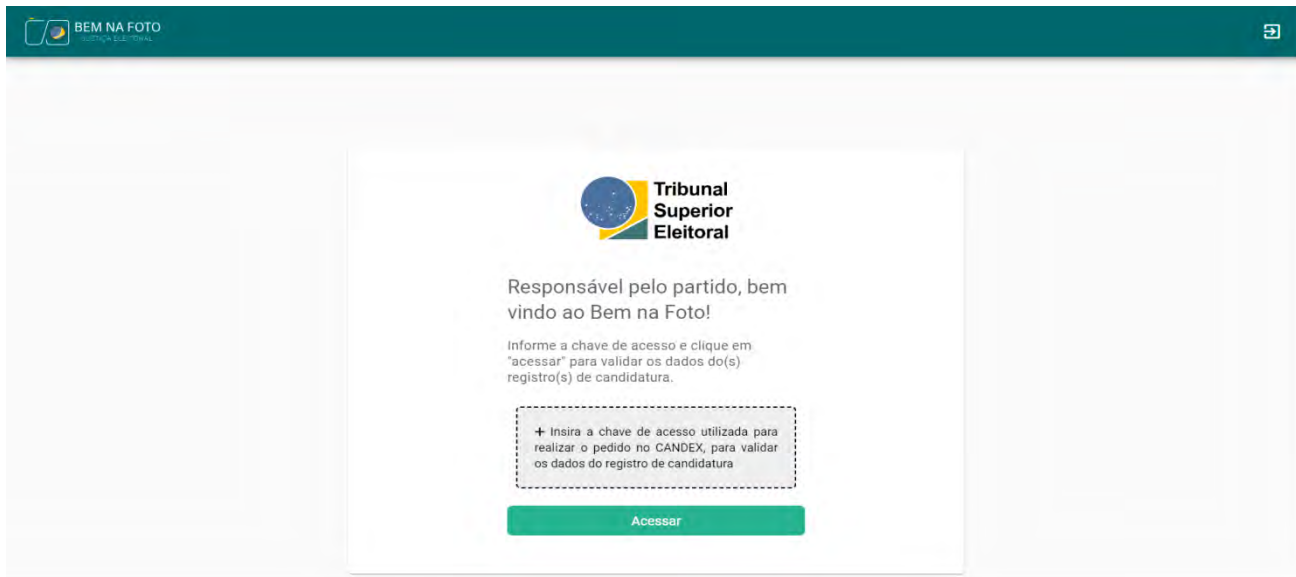 BEM NA FOTO
JUSTIÇA ELEITORAL
Tribunal
Superior
Eleitoral
Responsável pelo partido, bem
vindo ao Bem na Foto!
Informe a chave de acesso e clique em
"acessar" para validar os dados do(s)
registro(s) de candidatura.
+ Insira a chave de acesso utilizada para
realizar o pedido no CANDEX, para validar
os dados do registro de candidatura
Acessar